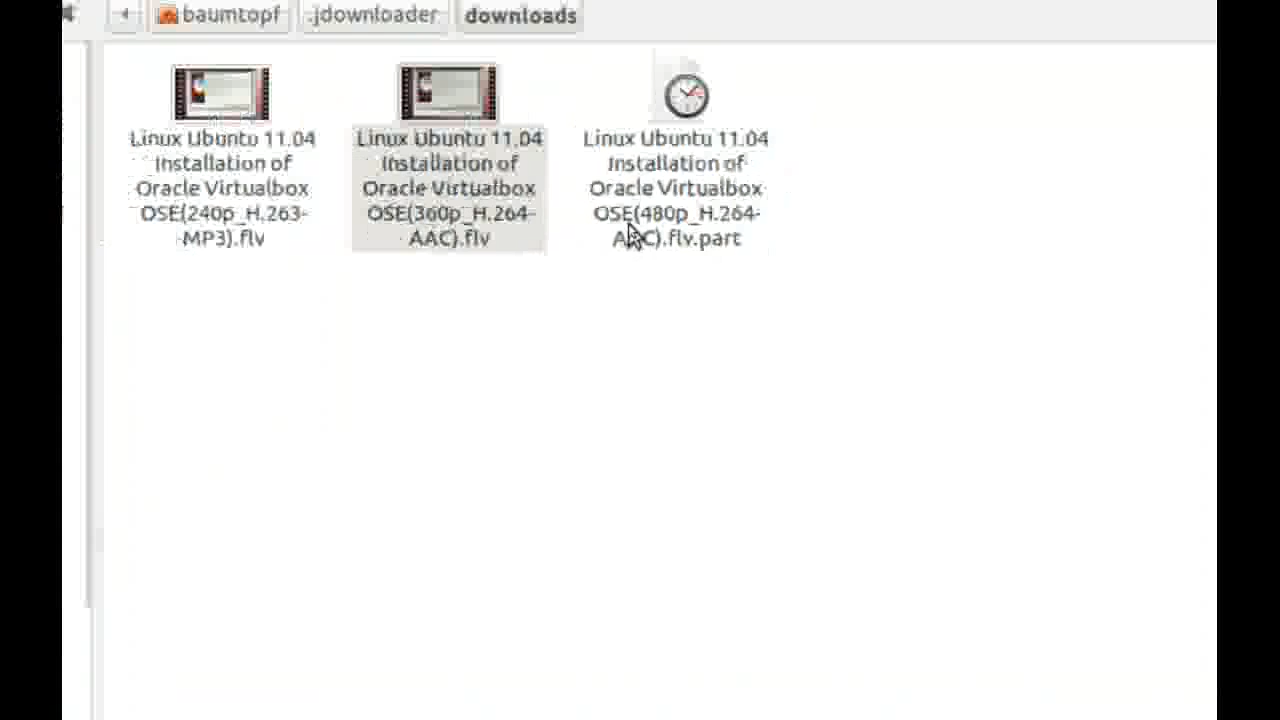 baumtopf .jdownloader downloads
Linux Ubuntu 11.04
Installation of
Oracle Virtualbox
OSE(240p_H.263-
MP3).flv
Linux Ubuntu 11.04
Installation of
Oracle Virtualbox
OSE(360p_H.264-
AAC).flv
Linux Ubuntu 11.04
Installation of
Oracle Virtualbox
OSE(480p_H.264-
AAC).flv.part